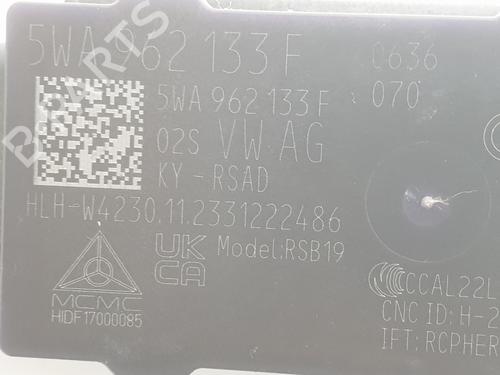 5WA 962 133 F
0636
070
5WA 962 133 F
02S VW AG
KY - RSAD
HLH-W4230.11.2331222486
UK
CA
Model:RSB19
MCMC
HIDF17000085
CCAL22L
CNC ID: H-2
IFT: RCPHER
B-PARTS